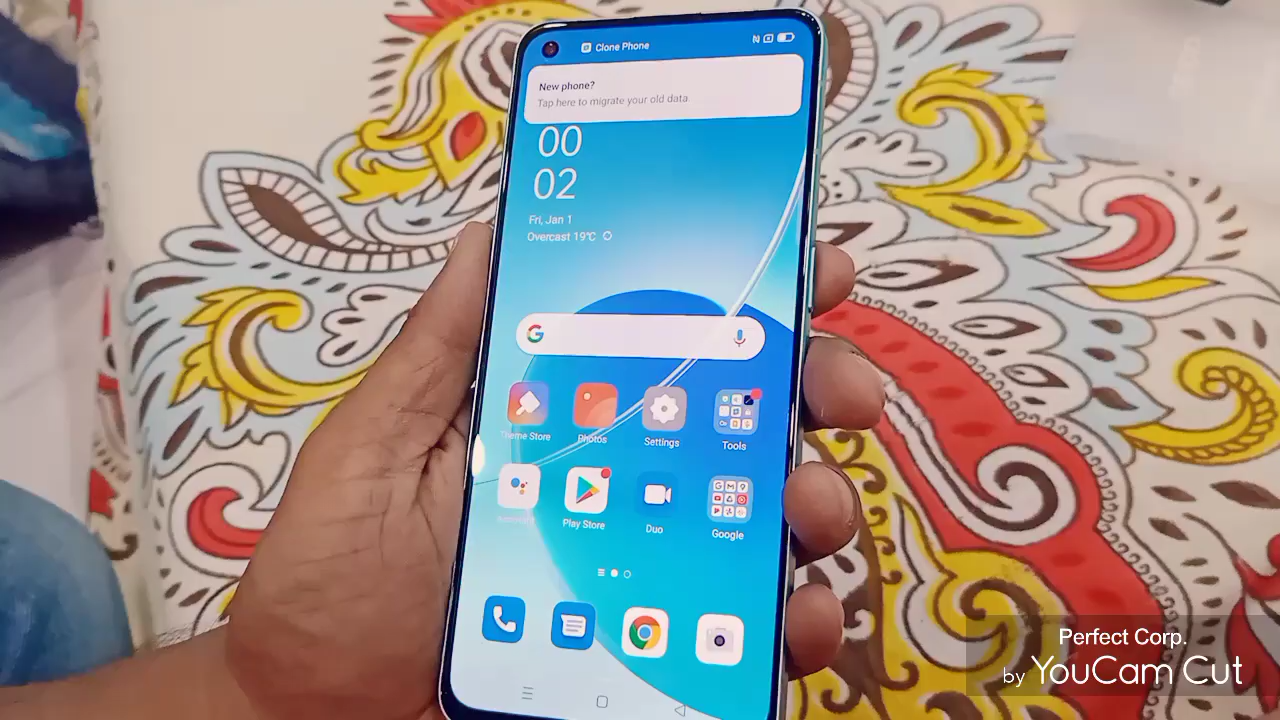 Clone Phone
New phone?
Tap here to migrate your old data
00
02
Fri, Jan 1
Overcast 19°C
Theme Store
Photos
Settings
Tools
Play Store
Duo
Google
Perfect Corp.
by YouCam Cut